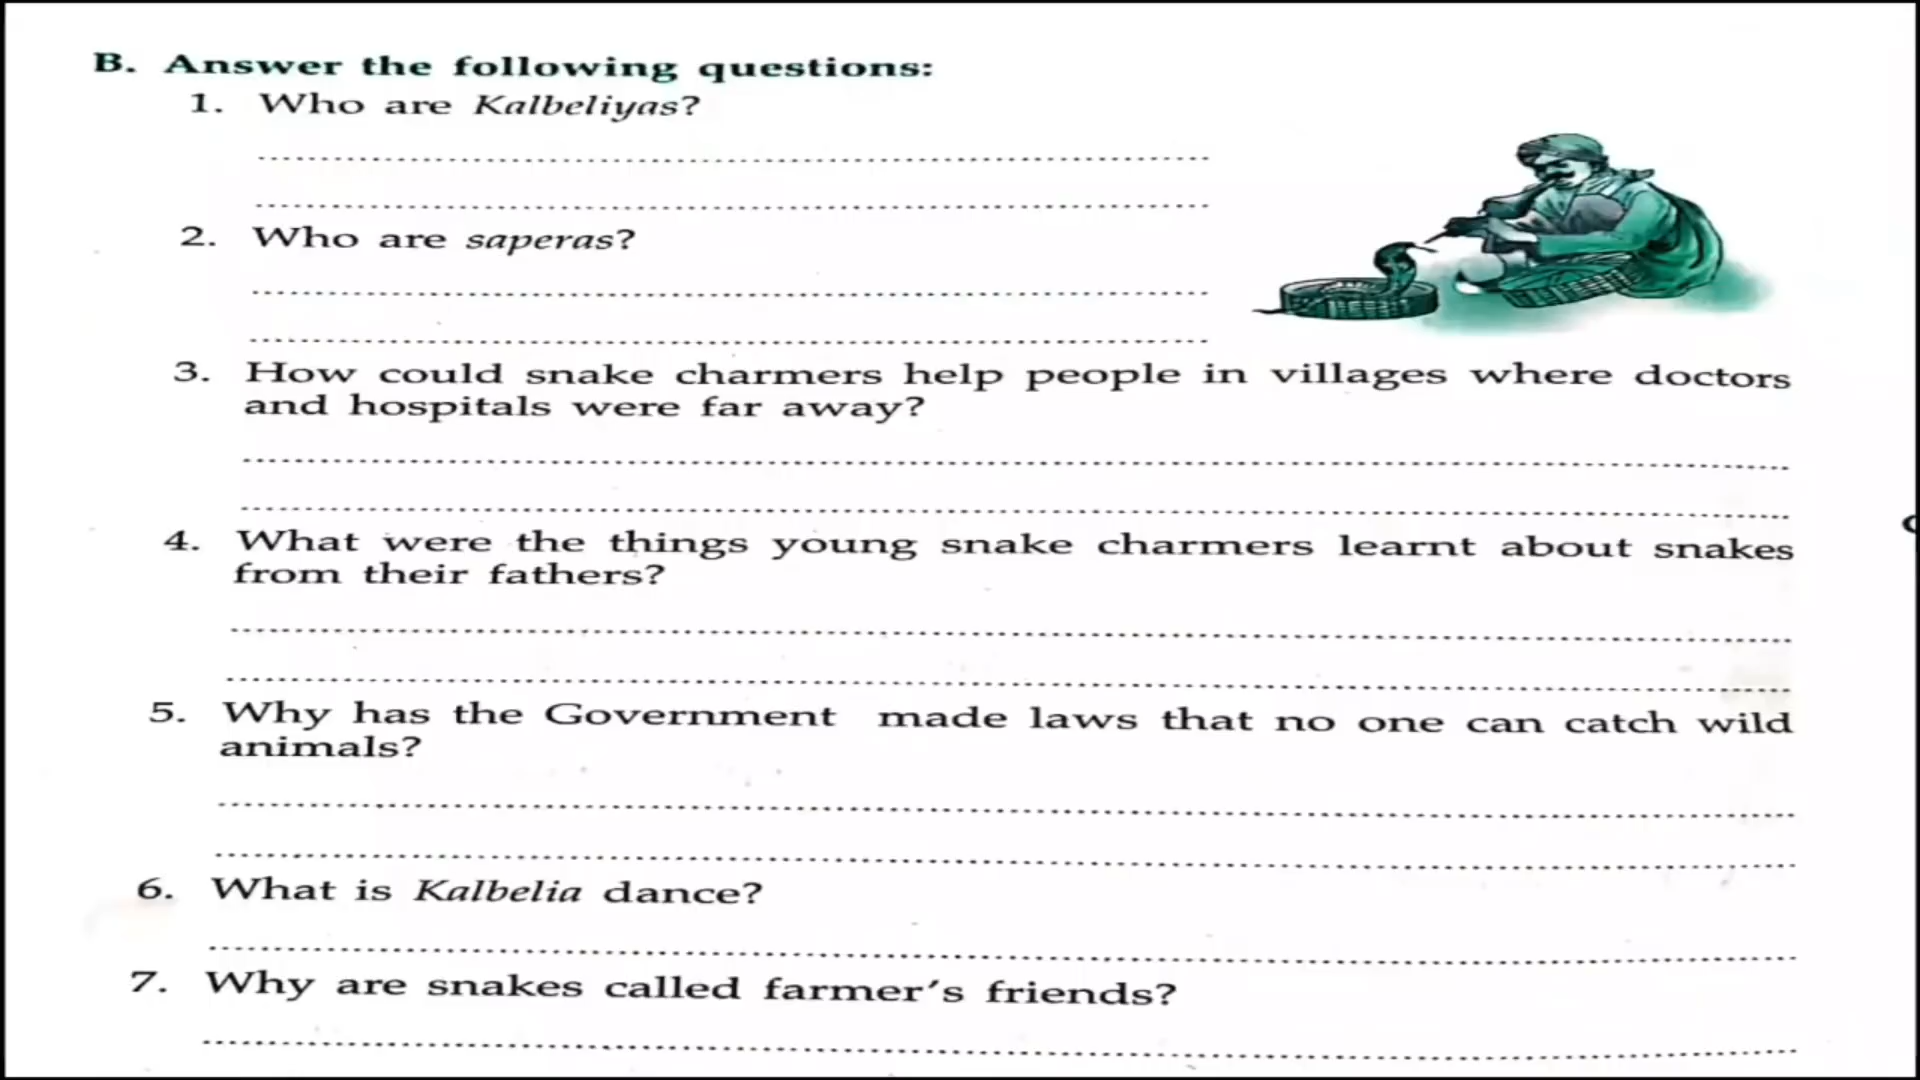 B. Answer the following questions:
1. Who are Kalbeliyas?
2. Who are saperas?
3. How could snake charmers help people in villages where doctors
and hospitals were far away?
4. What were the things young snake charmers learnt about snakes
from their fathers?
5. Why has the Government made laws that no one can catch wild
animals?
6. What is Kalbelia dance?
7. Why are snakes called farmer's friends?